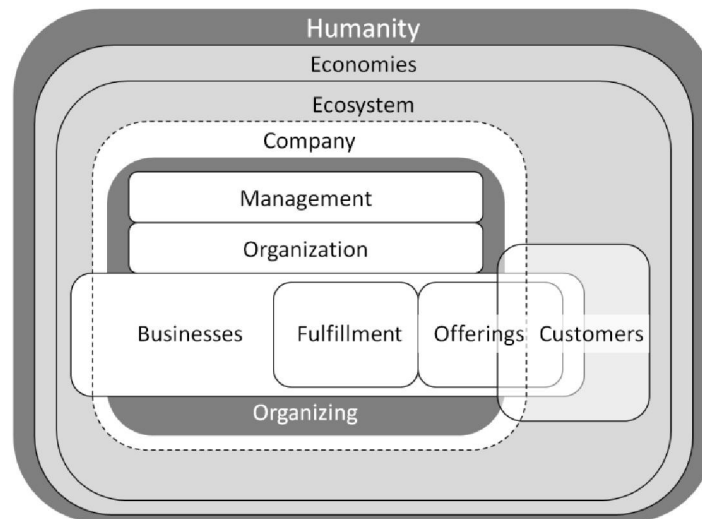 Humanity
Economies
Ecosystem
Company
Management
Organization
Businesses Fulfillment Offerings Customers
Organizing